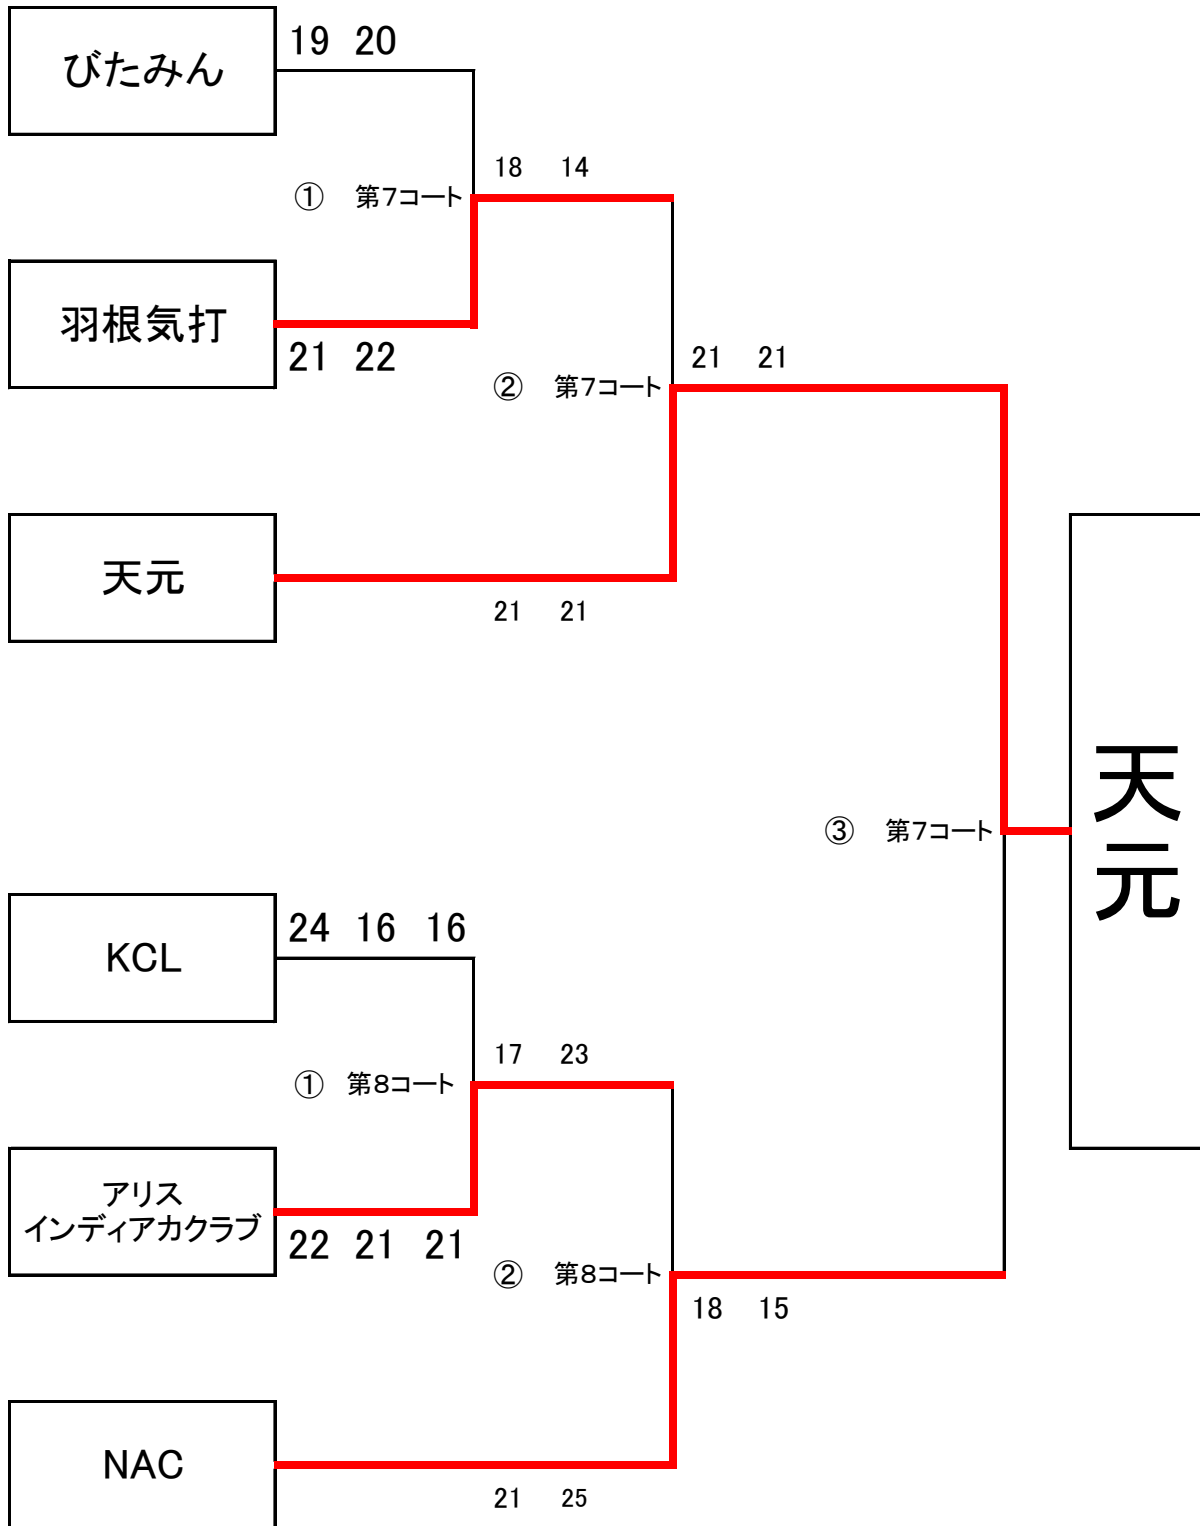 びたみん
19 20
18 14
① 第7コート
羽根気打
21 22
21 21
② 第7コート
天元
21 21
天元
③ 第7コート
KCL
24 16 16
17 23
① 第8コート
アリス
インディアカクラブ
22 21 21
② 第8コート
18 15
NAC
21 25